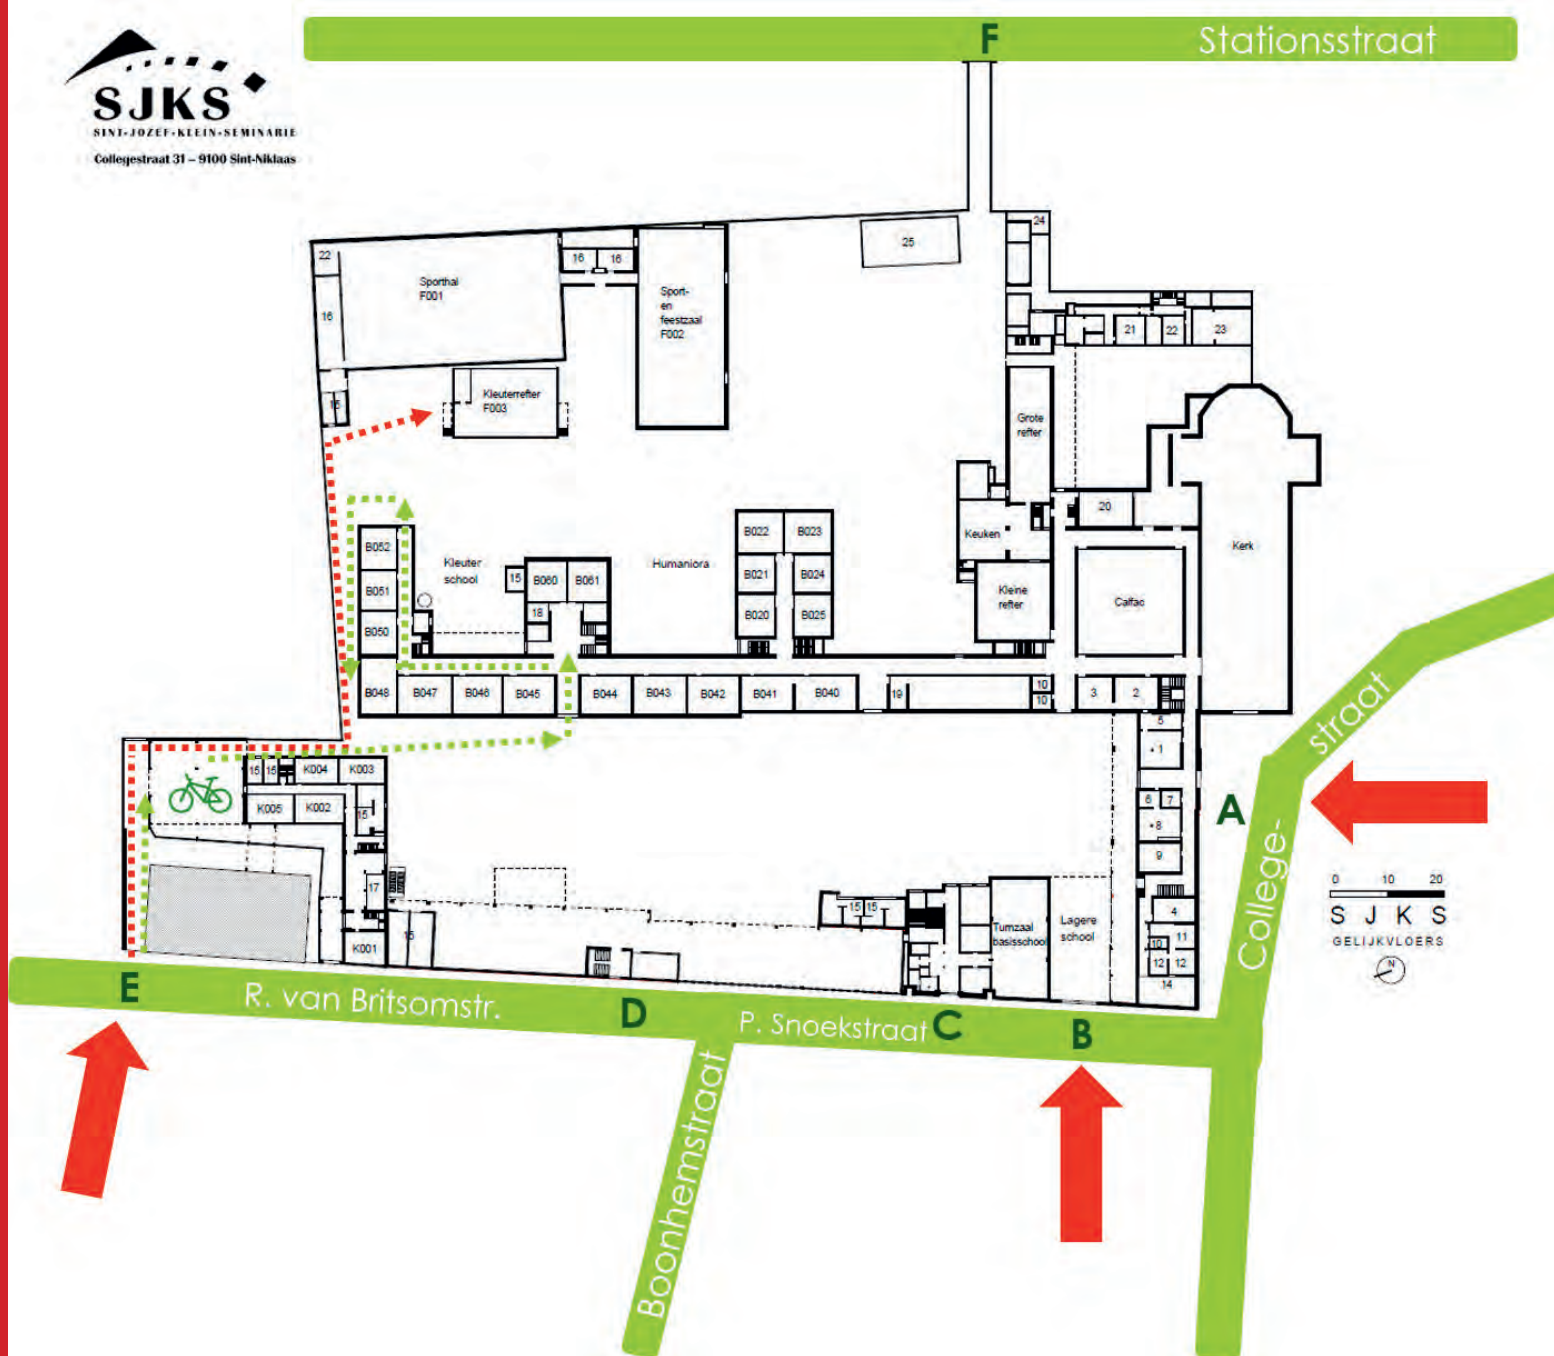 F
Stationsstraat
SJKS
SINT-JOZEF-KLEIN-SEMINARIE
Collegestraat 31 – 9100 Sint-Niklaas
24
25
22
16
16
Sporthal
F001
Sport-
en
feestzaal
F002
16
21
22
23
Kleuterrefter
F003
15
Grote
refter
20
Keuken
Kerk
B052
B051
B050
Kleuter
school
15
B060
B061
18
Humaniora
B022
B023
B021
B024
B020
B025
Kleine
refter
Caffac
B048
B047
B046
B045
B044
B043
B042
B041
B040
19
10
10
3
2
5
1
6
7
8
9
4
11
10
12
12
14
A
College-
straat
15
15
K004
K003
K005
K002
15
17
K001
15
15
15
Turnzaal
basisschool
Lagere
school
0 10 20
S J K S
GELIJKVLOERS
N
E
R. van Britsomstr.
D
P. Snoekstraat
C
B
Boonhemstraat